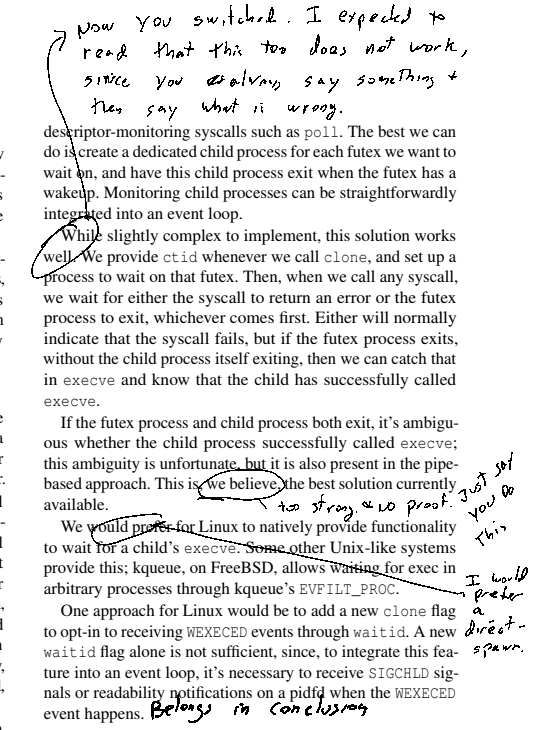 Now you switched. I expected to
read that this too does not work,
since you always say something +
then say what is wrong.
descriptor-monitoring syscalls such as poll. The best we can
do is create a dedicated child process for each futex we want to
wait on, and have this child process exit when the futex has a
wakeup. Monitoring child processes can be straightforwardly
integrated into an event loop.
While slightly complex to implement, this solution works
well. We provide ctid whenever we call clone, and set up a
process to wait on that futex. Then, when we call any syscall,
we wait for either the syscall to return an error or the futex
process to exit, whichever comes first. Either will normally
indicate that the syscall fails, but if the futex process exits,
without the child process itself exiting, then we can catch that
in execve and know that the child has successfully called
execve.
If the futex process and child process both exit, it's ambigu-
ous whether the child process successfully called execve;
this ambiguity is unfortunate, but it is also present in the pipe-
based approach. This is, we believe, the best solution currently
available.
too strong & no proof. Just say
you do
this
We would prefer for Linux to natively provide functionality
to wait for a child's execve. Some other Unix-like systems
provide this; kqueue, on FreeBSD, allows waiting for exec in
arbitrary processes through kqueue's EVFILT_PROC.
I would
prefer
a
direct-
spawn.
One approach for Linux would be to add a new clone flag
to opt-in to receiving WEXECED events through waitid. A new
waitid flag alone is not sufficient, since, to integrate this fea-
ture into an event loop, it's necessary to receive SIGCHLD sig-
nals or readability notifications on a pidfd when the WEXECED
event happens.
Belongs in conclusion